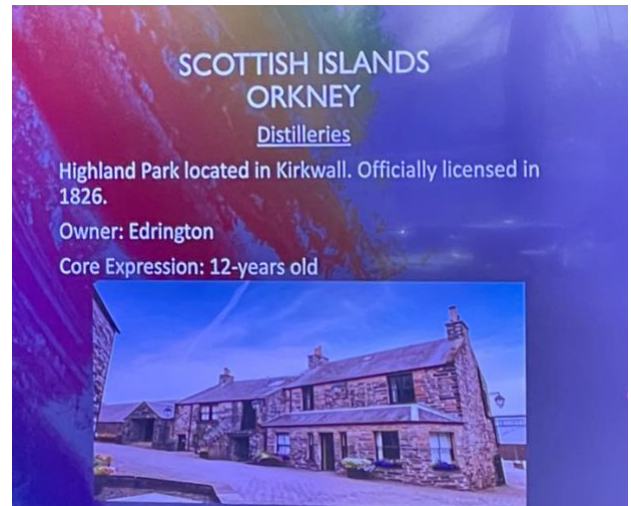 SCOTTISH ISLANDS
ORKNEY
Distilleries
Highland Park located in Kirkwall. Officially licensed in
1826.
Owner: Edrington
Core Expression: 12-years old